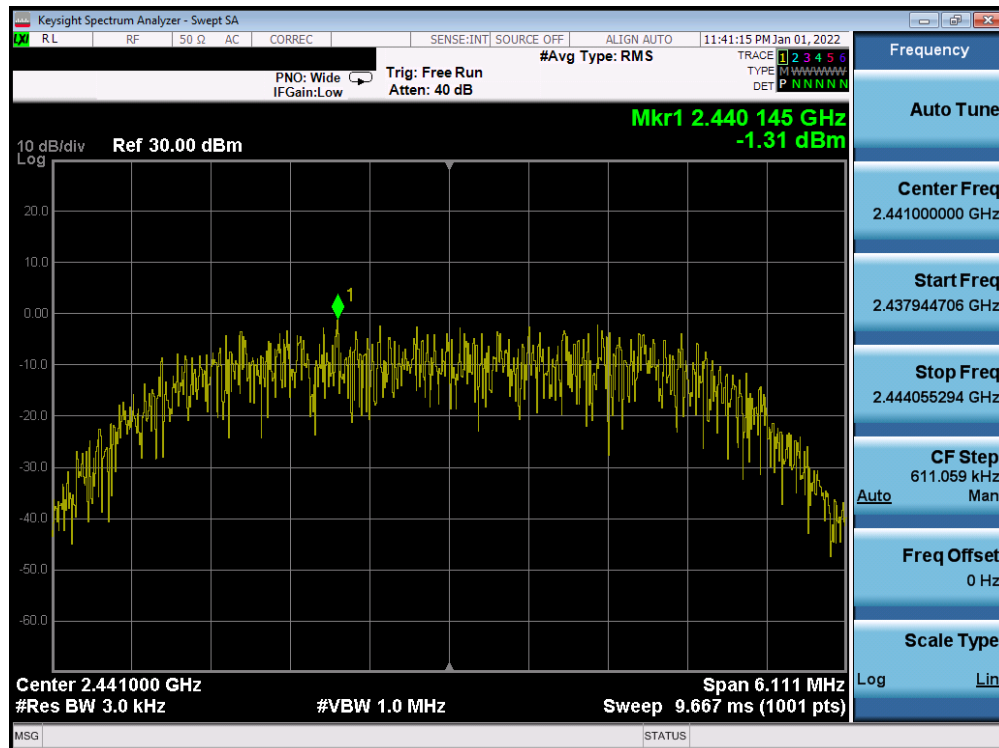 Keysight Spectrum Analyzer - Swept SA
LXI RL RF 50 Ω AC CORREC SENSE:INT SOURCE OFF ALIGN AUTO 11:41:15 PM Jan 01, 2022
#Avg Type: RMS
TRACE 1 2 3 4 5 6
PNO: Wide Trig: Free Run
TYPE M WWWWW
IFGain:Low Atten: 40 dB
DET P N N N N N
Mkr1 2.440 145 GHz
-1.31 dBm
10 dB/div Ref 30.00 dBm
Log
20.0
10.0
1
0.00
-10.0
-20.0
-30.0
-40.0
-50.0
-60.0
Center 2.441000 GHz Span 6.111 MHz
#Res BW 3.0 kHz #VBW 1.0 MHz Sweep 9.667 ms (1001 pts)
MSG STATUS
Frequency
Auto Tune
Center Freq
2.441000000 GHz
Start Freq
2.437944706 GHz
Stop Freq
2.444055294 GHz
CF Step
611.059 kHz
Auto Man
Freq Offset
0 Hz
Scale Type
Log Lin